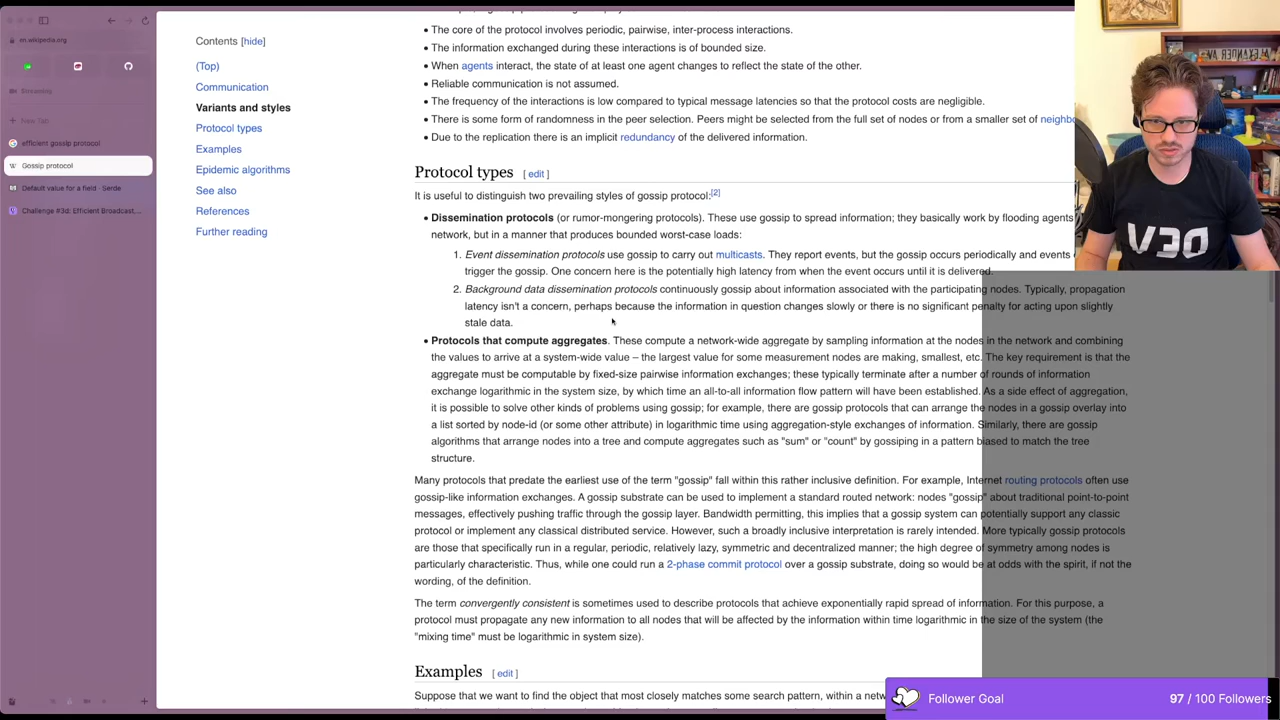 en.wikipedia.org
New Tab
efficient gossip protocol
Gossip protocol
Default value for a field · Serde
Challenge #3d: Efficient Broadcast,...
Contents [hide]
(Top)
Communication
Variants and styles
Protocol types
Examples
Epidemic algorithms
See also
References
Further reading
• The core of the protocol involves periodic, pairwise, inter-process interactions.
• The information exchanged during these interactions is of bounded size.
• When agents interact, the state of at least one agent changes to reflect the state of the other.
• Reliable communication is not assumed.
• The frequency of the interactions is low compared to typical message latencies so that the protocol costs are negligible.
• There is some form of randomness in the peer selection. Peers might be selected from the full set of nodes or from a smaller set of neighbo
• Due to the replication there is an implicit redundancy of the delivered information.
Protocol types [ edit ]
It is useful to distinguish two prevailing styles of gossip protocol:[2]
• Dissemination protocols (or rumor-mongering protocols). These use gossip to spread information; they basically work by flooding agents
network, but in a manner that produces bounded worst-case loads:
1. Event dissemination protocols use gossip to carry out multicasts. They report events, but the gossip occurs periodically and events
trigger the gossip. One concern here is the potentially high latency from when the event occurs until it is delivered.
2. Background data dissemination protocols continuously gossip about information associated with the participating nodes. Typically, propagation
latency isn't a concern, perhaps because the information in question changes slowly or there is no significant penalty for acting upon slightly
stale data.
• Protocols that compute aggregates. These compute a network-wide aggregate by sampling information at the nodes in the network and combining
the values to arrive at a system-wide value – the largest value for some measurement nodes are making, smallest, etc. The key requirement is that the
aggregate must be computable by fixed-size pairwise information exchanges; these typically terminate after a number of rounds of information
exchange logarithmic in the system size, by which time an all-to-all information flow pattern will have been established. As a side effect of aggregation,
it is possible to solve other kinds of problems using gossip; for example, there are gossip protocols that can arrange the nodes in a gossip overlay into
a list sorted by node-id (or some other attribute) in logarithmic time using aggregation-style exchanges of information. Similarly, there are gossip
algorithms that arrange nodes into a tree and compute aggregates such as "sum" or "count" by gossiping in a pattern biased to match the tree
structure.
Many protocols that predate the earliest use of the term "gossip" fall within this rather inclusive definition. For example, Internet routing protocols often use
gossip-like information exchanges. A gossip substrate can be used to implement a standard routed network: nodes "gossip" about traditional point-to-point
messages, effectively pushing traffic through the gossip layer. Bandwidth permitting, this implies that a gossip system can potentially support any classic
protocol or implement any classical distributed service. However, such a broadly inclusive interpretation is rarely intended. More typically gossip protocols
are those that specifically run in a regular, periodic, relatively lazy, symmetric and decentralized manner; the high degree of symmetry among nodes is
particularly characteristic. Thus, while one could run a 2-phase commit protocol over a gossip substrate, doing so would be at odds with the spirit, if not the
wording, of the definition.
The term convergently consistent is sometimes used to describe protocols that achieve exponentially rapid spread of information. For this purpose, a
protocol must propagate any new information to all nodes that will be affected by the information within time logarithmic in the size of the system (the
"mixing time" must be logarithmic in system size).
Examples [ edit ]
Suppose that we want to find the object that most closely matches some search pattern, within a netw
Follower Goal
97 / 100 Followers